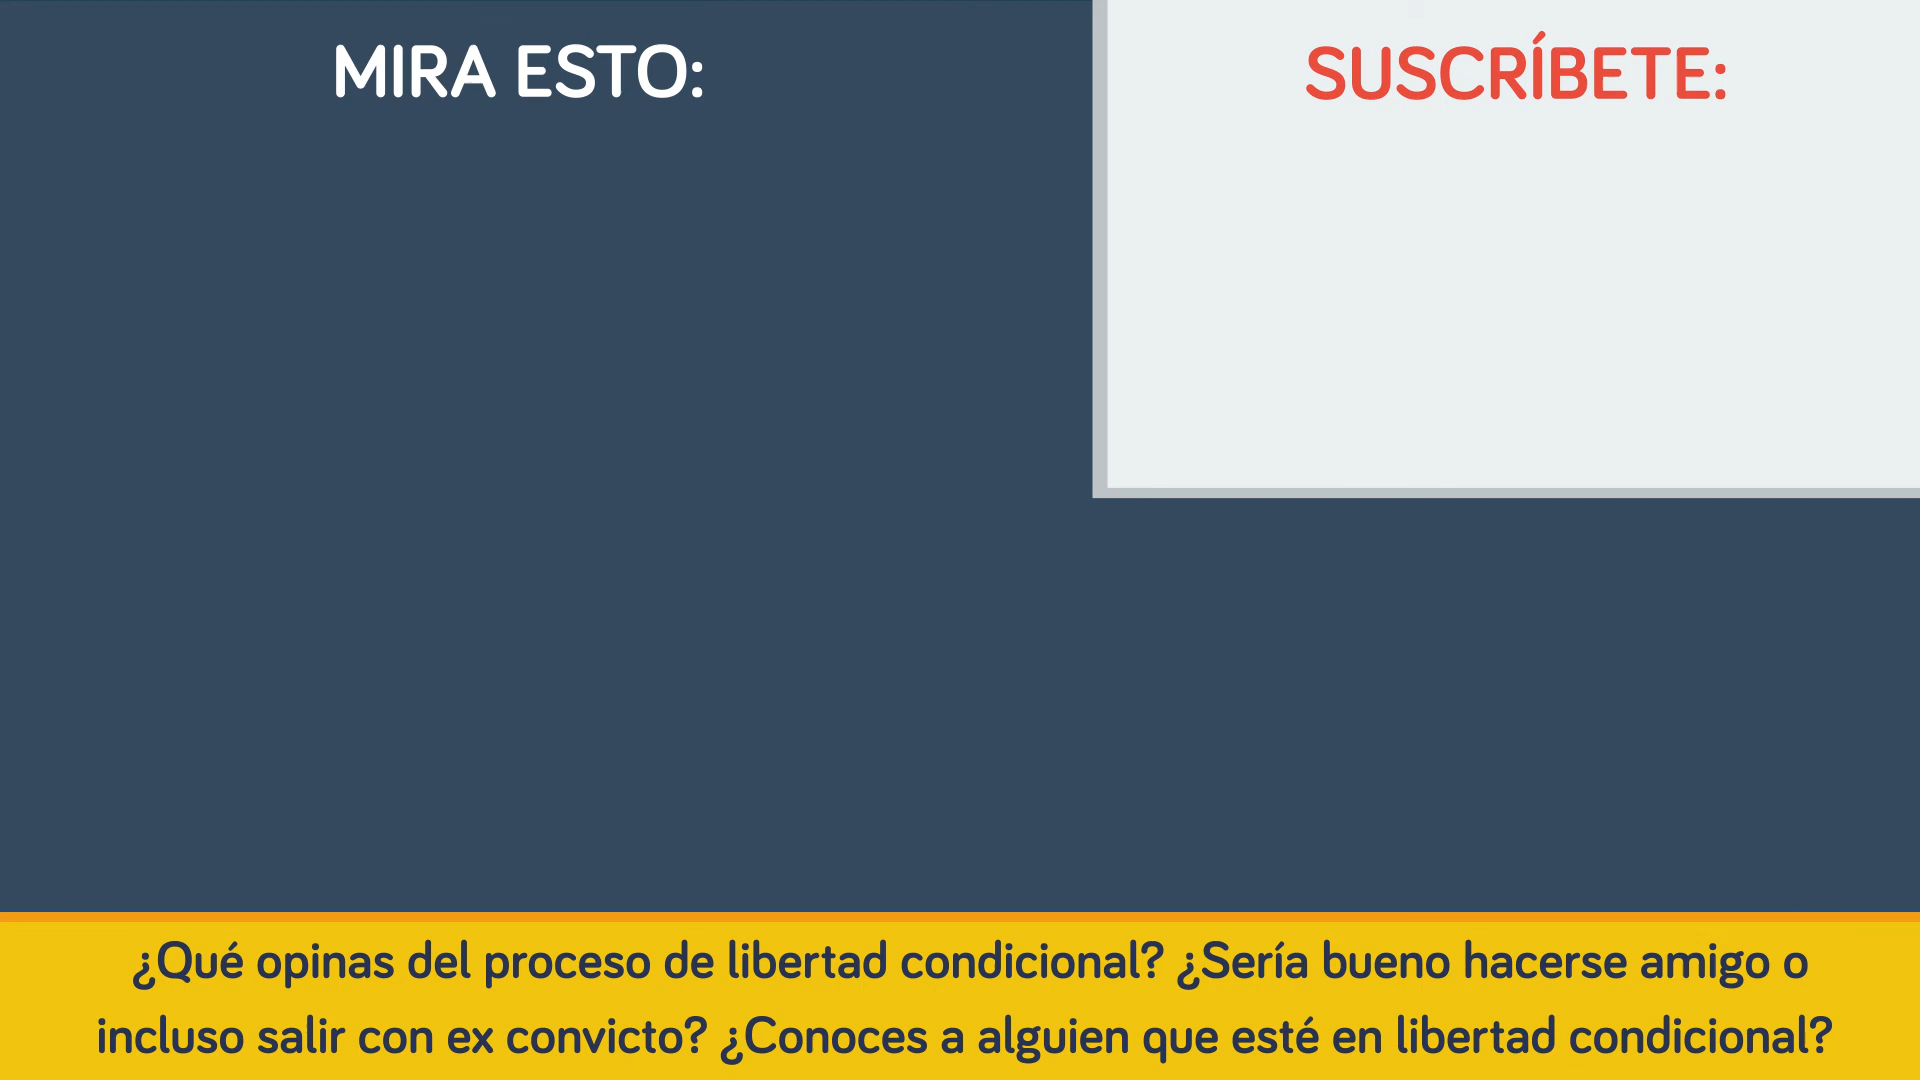 MIRA ESTO:
SUSCRÍBETE:
¿Qué opinas del proceso de libertad condicional? ¿Sería bueno hacerse amigo o
incluso salir con ex convicto? ¿Conoces a alguien que esté en libertad condicional?